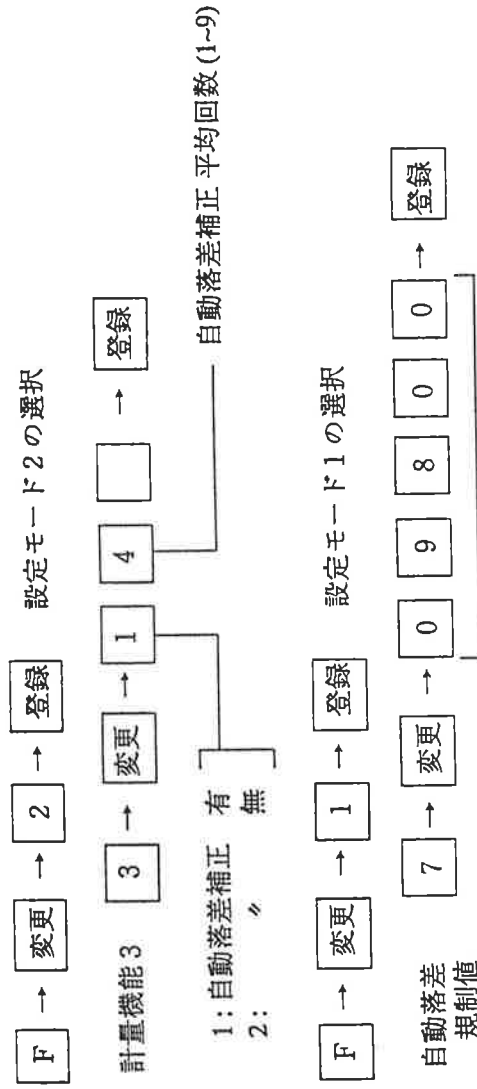 F → 変更 → 2 → 登録 設定モード2の選択
計量機能3 3 → 変更 → 1 4 → 登録
1: 自動落差補正 有
2: 〃 無
自動落差補正 平均回数 (1~9)
F → 変更 → 1 → 登録 設定モード1の選択
自動落差 7 → 変更 → 0 9 8 0 0 → 登録
規制値